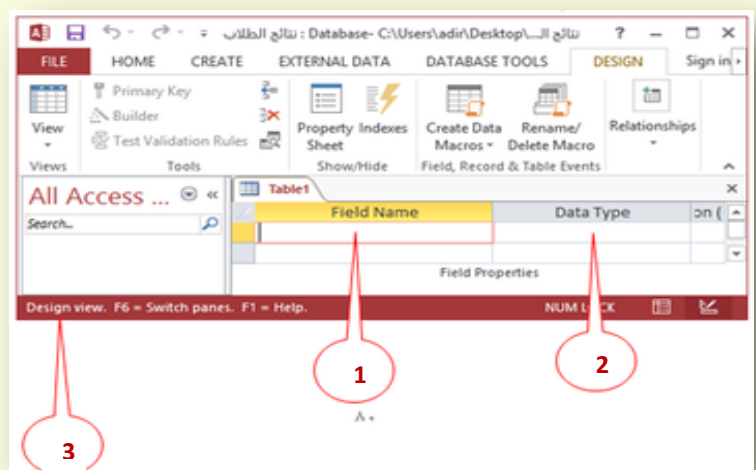 نتائج الطلاب : Database- C:\Users\adir\Desktop\نتائج الـ...
? 
FILE HOME CREATE EXTERNAL DATA DATABASE TOOLS DESIGN Sign in
Primary Key
Builder
Test Validation Rules
View
Property Sheet
Indexes
Create Data Macros
Rename/ Delete Macro
Relationships
Views Tools Show/Hide Field, Record & Table Events
All Access ...
Search...
Table1
Field Name Data Type on (
Field Properties
Design view. F6 = Switch panes. F1 = Help. NUM LOCK
1
2
٨٠
3